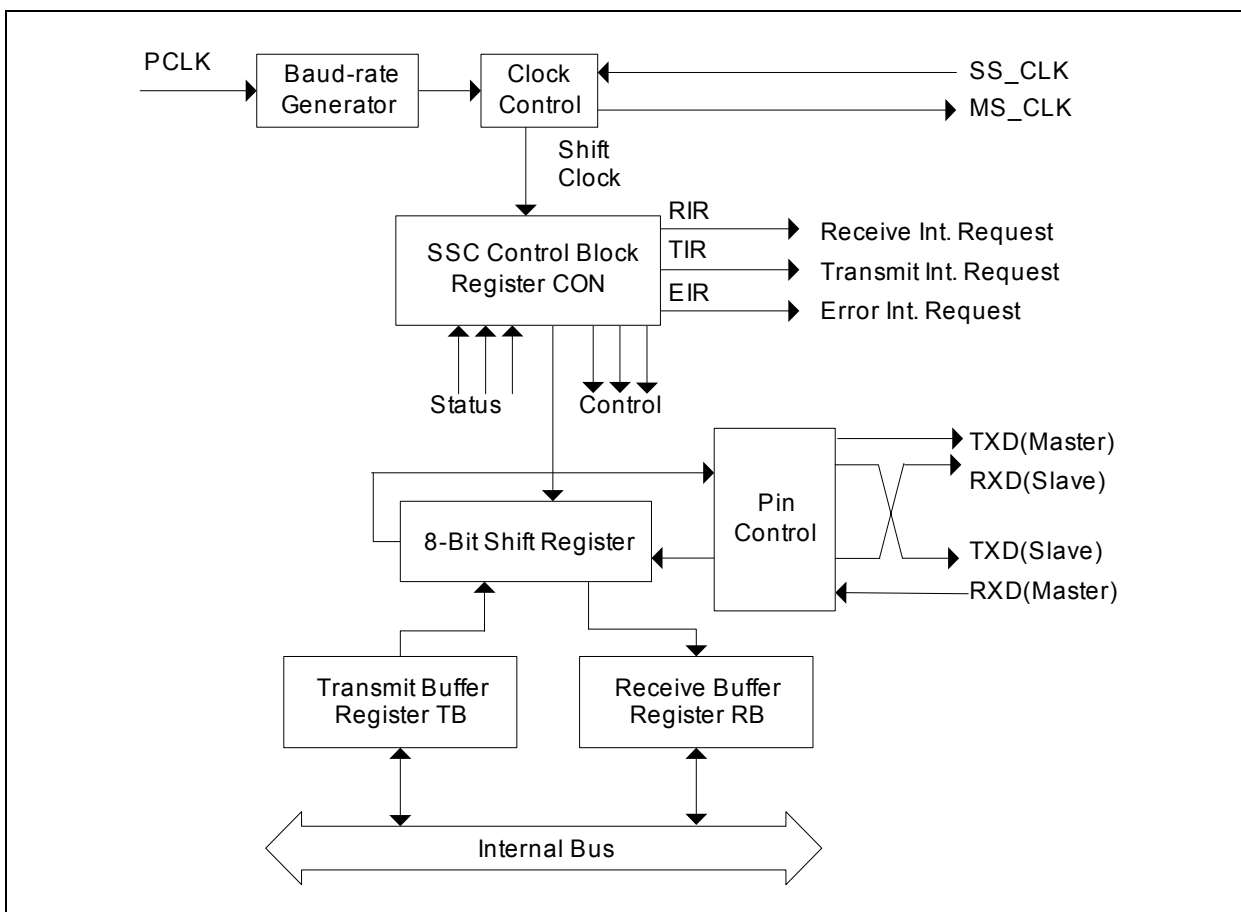 PCLK
Baud-rate
Generator
Clock
Control
SS_CLK
MS_CLK
Shift
Clock
SSC Control Block
Register CON
RIR
TIR
EIR
Receive Int. Request
Transmit Int. Request
Error Int. Request
Status
Control
8-Bit Shift Register
Pin
Control
TXD(Master)
RXD(Slave)
TXD(Slave)
RXD(Master)
Transmit Buffer
Register TB
Receive Buffer
Register RB
Internal Bus